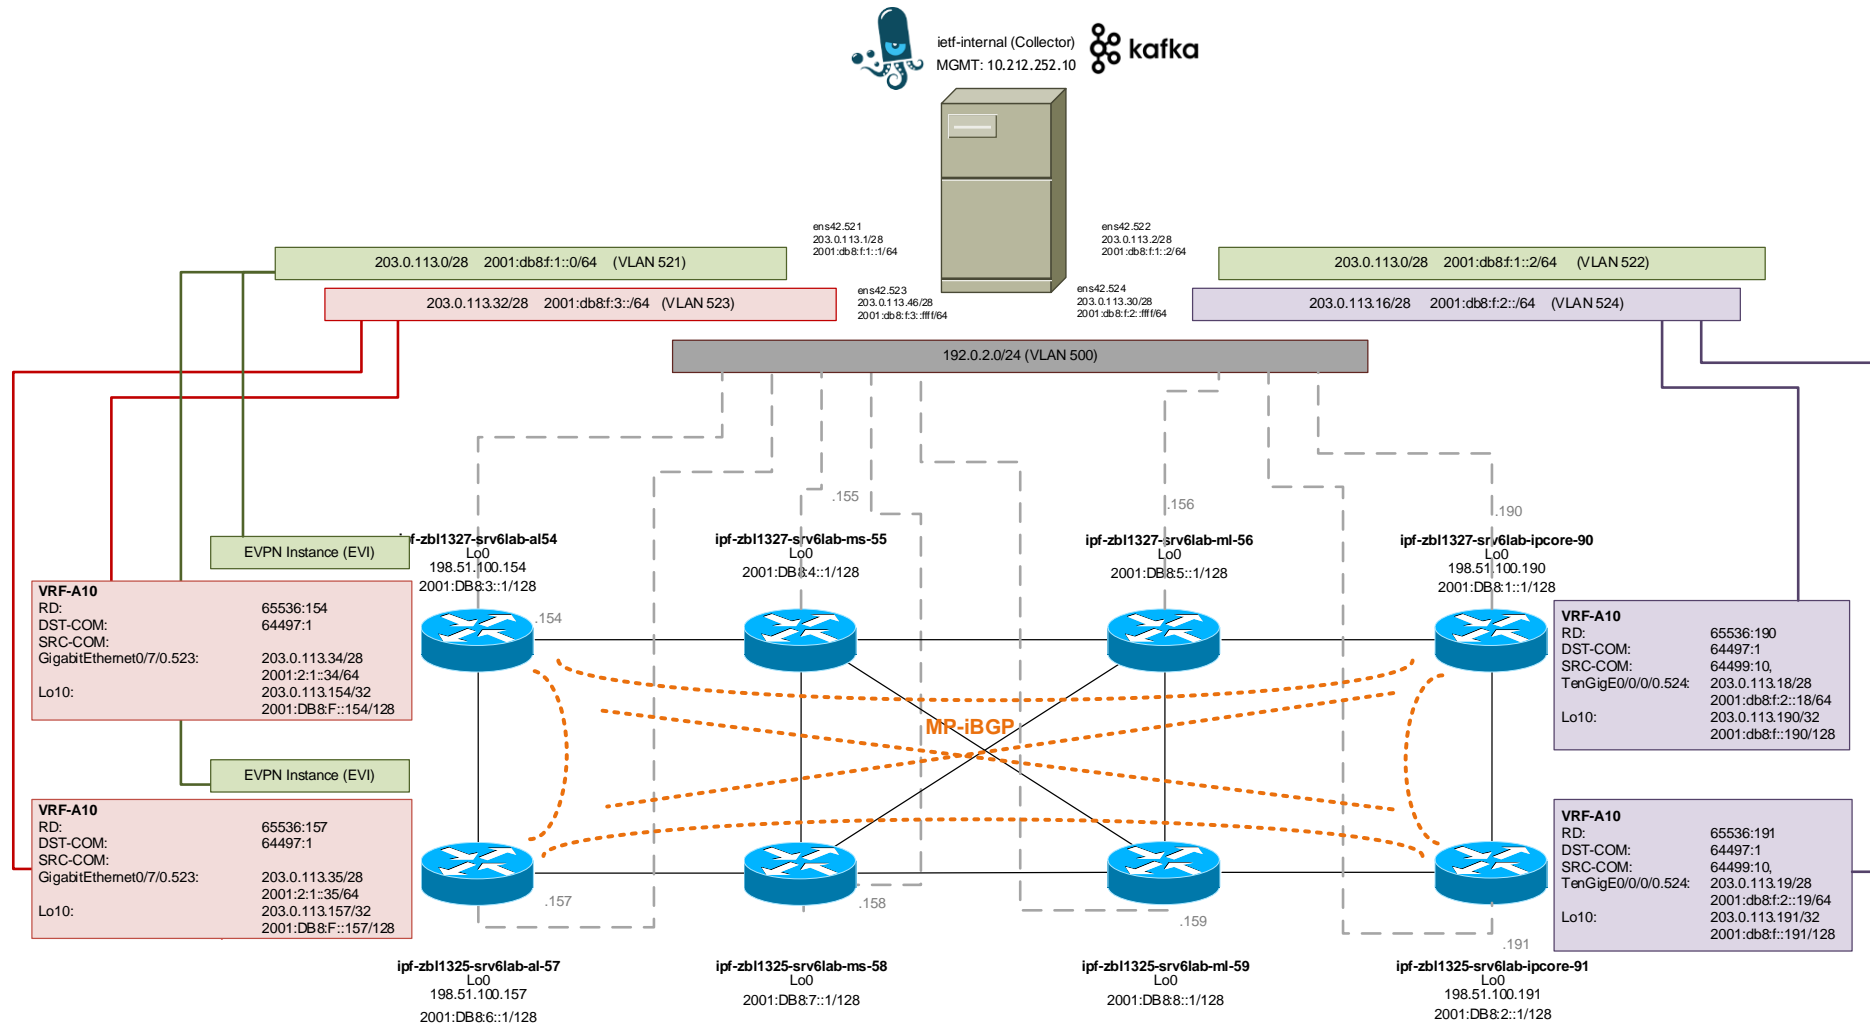 ietf-internal (Collector)
MGMT: 10.212.252.10
kafka
ens42.521
203.0.113.1/28
2001:db8:f:1::1/64
ens42.522
203.0.113.2/28
2001:db8:f:1::2/64
203.0.113.0/28 2001:db8:f:1::0/64 (VLAN 521)
203.0.113.0/28 2001:db8:f:1::2/64 (VLAN 522)
203.0.113.32/28 2001:db8:f:3::/64 (VLAN 523)
ens42.523
203.0.113.46/28
2001:db8:f:3::ffff/64
ens42.524
203.0.113.30/28
2001:db8:f:2::ffff/64
203.0.113.16/28 2001:db8:f:2::/64 (VLAN 524)
192.0.2.0/24 (VLAN 500)
.155
.156
.190
EVPN Instance (EVI)
ipf-zbl1327-srv6lab-al54
Lo0
198.51.100.154
2001:DB8:3::1/128
ipf-zbl1327-srv6lab-ms-55
Lo0
2001:DB8:4::1/128
ipf-zbl1327-srv6lab-ml-56
Lo0
2001:DB8:5::1/128
ipf-zbl1327-srv6lab-ipcore-90
Lo0
198.51.100.190
2001:DB8:1::1/128
.154
VRF-A10
RD: 65536:154
DST-COM: 64497:1
SRC-COM:
GigabitEthernet0/7/0.523: 203.0.113.34/28
2001:2:1::34/64
Lo10: 203.0.113.154/32
2001:DB8:F::154/128
VRF-A10
RD: 65536:190
DST-COM: 64497:1
SRC-COM: 64499:10,
TenGigE0/0/0/0.524: 203.0.113.18/28
2001:db8:f:2::18/64
Lo10: 203.0.113.190/32
2001:db8:f::190/128
MP-iBGP
EVPN Instance (EVI)
VRF-A10
RD: 65536:157
DST-COM: 64497:1
SRC-COM:
GigabitEthernet0/7/0.523: 203.0.113.35/28
2001:2:1::35/64
Lo10: 203.0.113.157/32
2001:DB8:F::157/128
VRF-A10
RD: 65536:191
DST-COM: 64497:1
SRC-COM: 64499:10,
TenGigE0/0/0/0.524: 203.0.113.19/28
2001:db8:f:2::19/64
Lo10: 203.0.113.191/32
2001:db8:f::191/128
.157
.158
.159
.191
ipf-zbl1325-srv6lab-al-57
Lo0
198.51.100.157
2001:DB8:6::1/128
ipf-zbl1325-srv6lab-ms-58
Lo0
2001:DB8:7::1/128
ipf-zbl1325-srv6lab-ml-59
Lo0
2001:DB8:8::1/128
ipf-zbl1325-srv6lab-ipcore-91
Lo0
198.51.100.191
2001:DB8:2::1/128